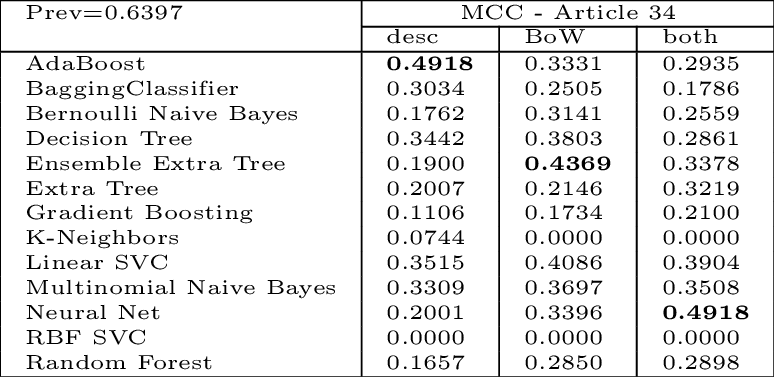 Prev=0.6397 MCC - Article 34
desc BoW both
AdaBoost 0.4918 0.3331 0.2935
BaggingClassifier 0.3034 0.2505 0.1786
Bernoulli Naive Bayes 0.1762 0.3141 0.2559
Decision Tree 0.3442 0.3803 0.2861
Ensemble Extra Tree 0.1900 0.4369 0.3378
Extra Tree 0.2007 0.2146 0.3219
Gradient Boosting 0.1106 0.1734 0.2100
K-Neighbors 0.0744 0.0000 0.0000
Linear SVC 0.3515 0.4086 0.3904
Multinomial Naive Bayes 0.3309 0.3697 0.3508
Neural Net 0.2001 0.3396 0.4918
RBF SVC 0.0000 0.0000 0.0000
Random Forest 0.1657 0.2850 0.2898